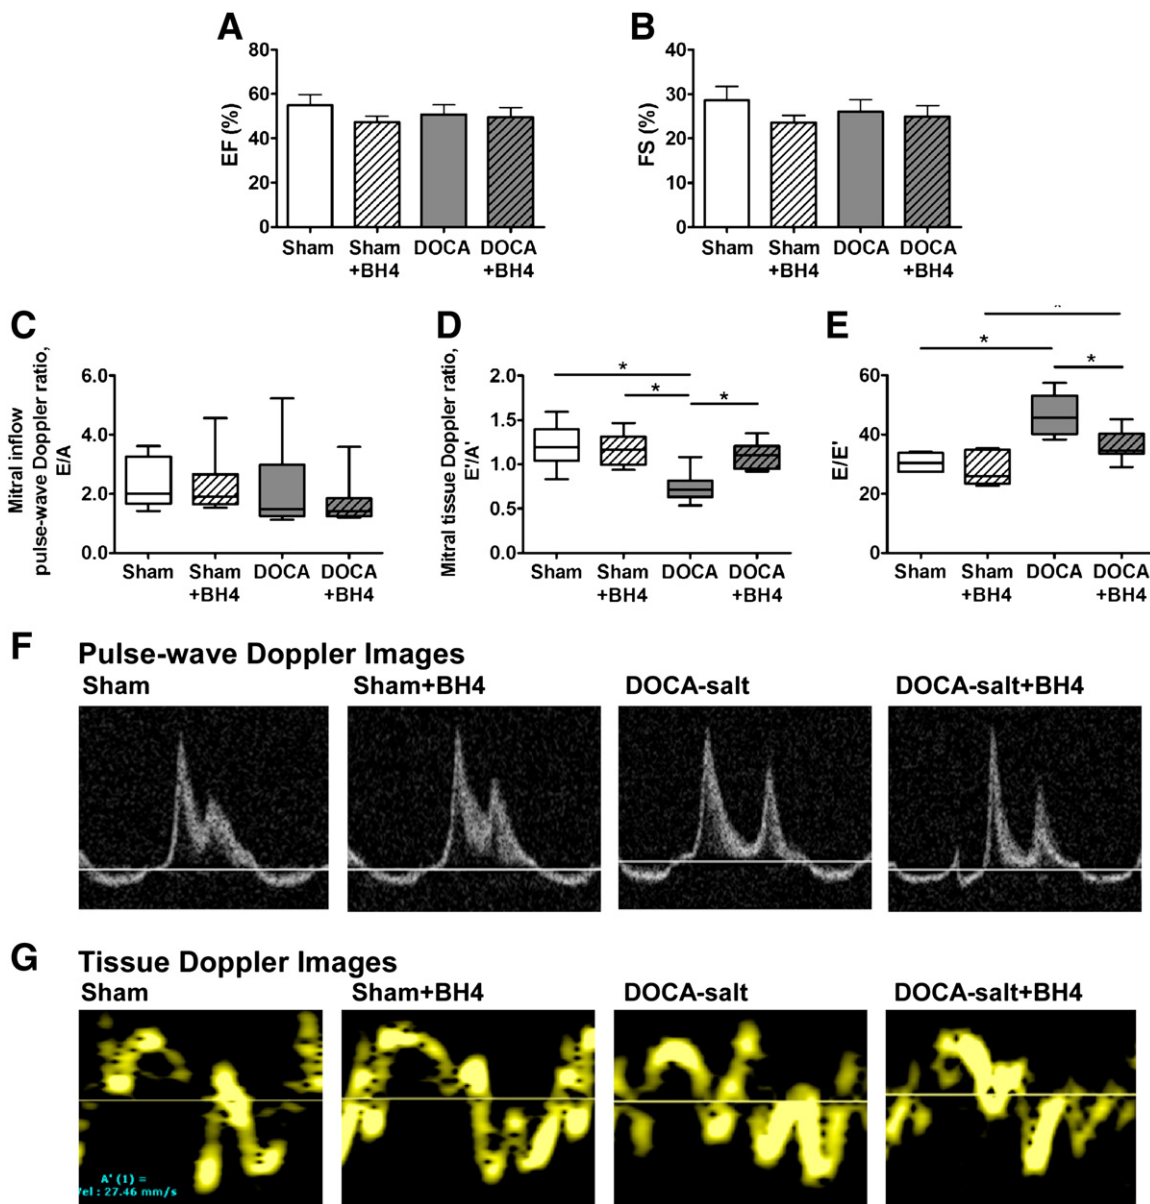 A
EF (%)
80
60
40
20
0
Sham
Sham
+BH4
DOCA
DOCA
+BH4
B
FS (%)
40
30
20
10
0
Sham
Sham
+BH4
DOCA
DOCA
+BH4
C
Mitral inflow
pulse-wave Doppler ratio,
E/A
6.0
4.0
2.0
0.0
Sham
Sham
+BH4
DOCA
DOCA
+BH4
D
Mitral tissue Doppler ratio,
E'/A'
2.0
1.5
1.0
0.5
0.0
*
*
*
Sham
Sham
+BH4
DOCA
DOCA
+BH4
E
E/E'
60
40
20
0
*
*
*
Sham
Sham
+BH4
DOCA
DOCA
+BH4
F
Pulse-wave Doppler Images
Sham
Sham+BH4
DOCA-salt
DOCA-salt+BH4
G
Tissue Doppler Images
Sham
Sham+BH4
DOCA-salt
DOCA-salt+BH4
A' (1) =
el : 27.46 mm/s